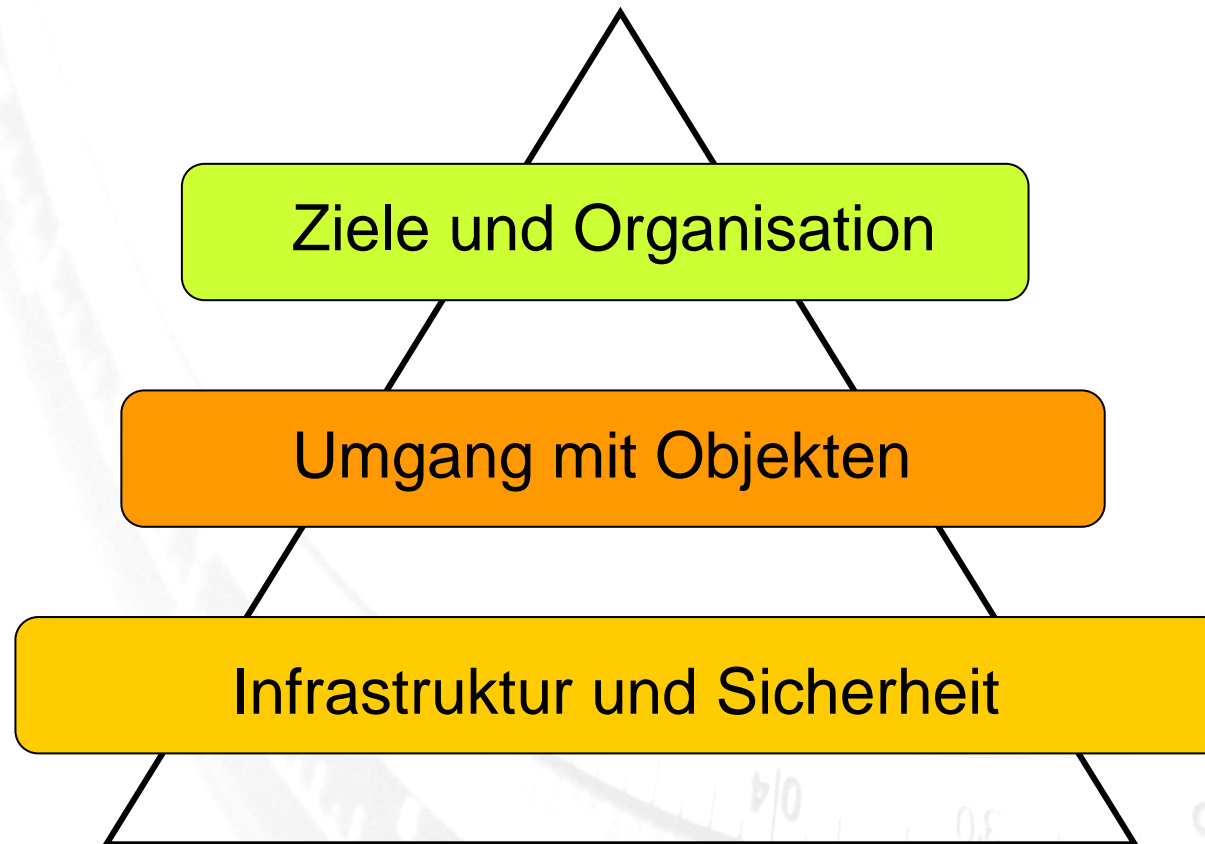 Ziele und Organisation
Umgang mit Objekten
Infrastruktur und Sicherheit